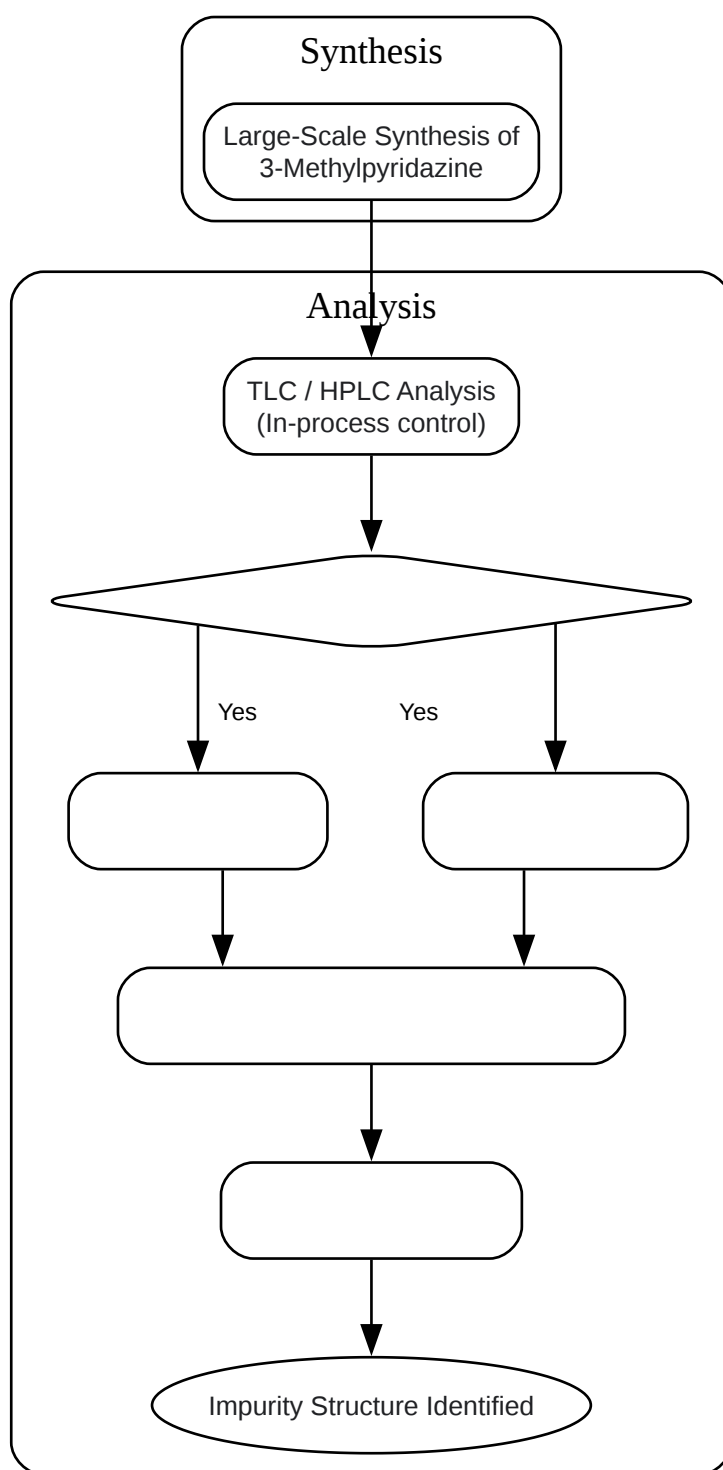 Synthesis
Large-Scale Synthesis of
3-Methylpyridazine
Analysis
TLC / HPLC Analysis
(In-process control)
Yes
Yes
Impurity Structure Identified